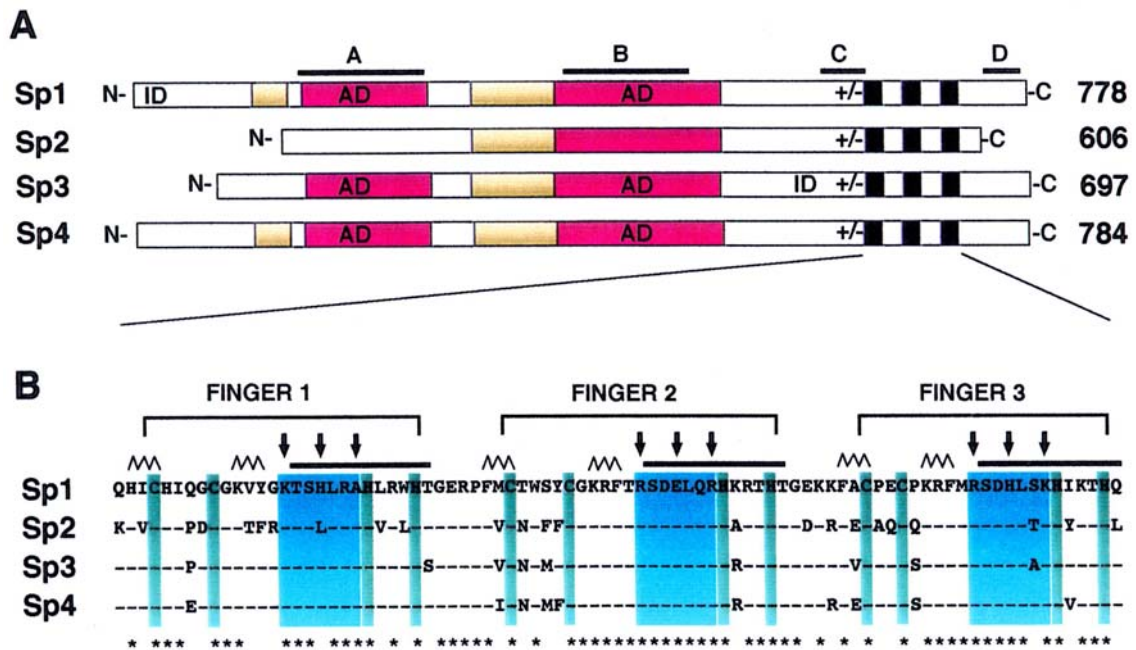 A
A B C D
Sp1 N- ID AD AD +/- -C 778
Sp2 N- +/- -C 606
Sp3 N- AD AD ID +/- -C 697
Sp4 N- AD AD +/- -C 784
B
FINGER 1 FINGER 2 FINGER 3
Sp1 QHICHIQGCGKVYGKTSHLRAHLRWHTGERPFMCTWSYCGKRFTRSDELQRHKRTHTGEKKFACPECPKRFMRSDHLSKHIKTHQ
Sp2 K-V---PD---TFR---L----V-L-------V-N-FF--------------A-----D-R-E-AQ-Q---------T--Y---L
Sp3 ------P-------------------S-----V-N-M---------------R---------V----S---------A-------
Sp4 ------E-------------------------I-N-MF--------------R-------R-E----S------------V----
* *** *** *** **** * * ***** * * ************** ***** * * * * ********* ** ***